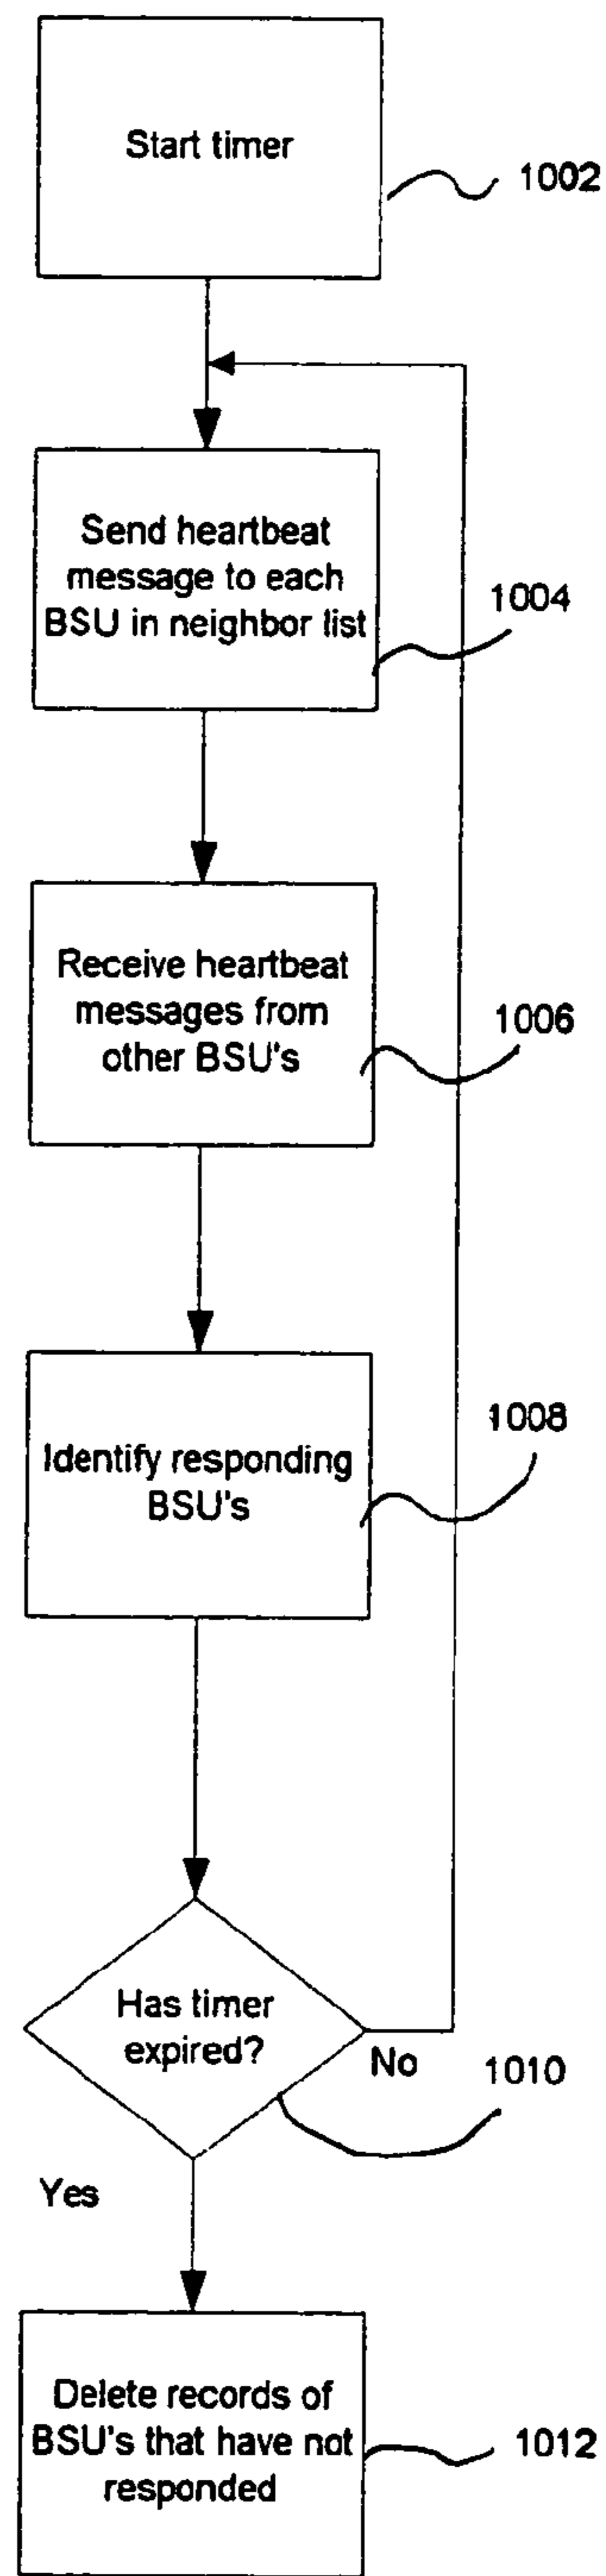 Start timer
1002
Send heartbeat
message to each
BSU in neighbor list
1004
Receive heartbeat
messages from
other BSU's
1006
Identify responding
BSU's
1008
Has timer
expired?
No
1010
Yes
Delete records of
BSU's that have not
responded
1012